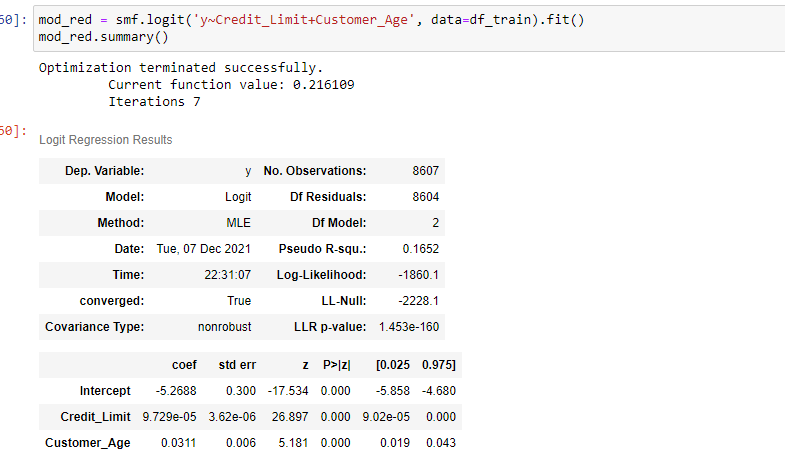 50]: mod_red = smf.logit('y~Credit_Limit+Customer_Age', data=df_train).fit()
mod_red.summary()
Optimization terminated successfully.
Current function value: 0.216109
Iterations 7
50]:
Logit Regression Results
Dep. Variable: y No. Observations: 8607
Model: Logit Df Residuals: 8604
Method: MLE Df Model: 2
Date: Tue, 07 Dec 2021 Pseudo R-squ.: 0.1652
Time: 22:31:07 Log-Likelihood: -1860.1
converged: True LL-Null: -2228.1
Covariance Type: nonrobust LLR p-value: 1.453e-160
coef std err z P>|z| [0.025 0.975]
Intercept -5.2688 0.300 -17.534 0.000 -5.858 -4.680
Credit_Limit 9.729e-05 3.62e-06 26.897 0.000 9.02e-05 0.000
Customer_Age 0.0311 0.006 5.181 0.000 0.019 0.043